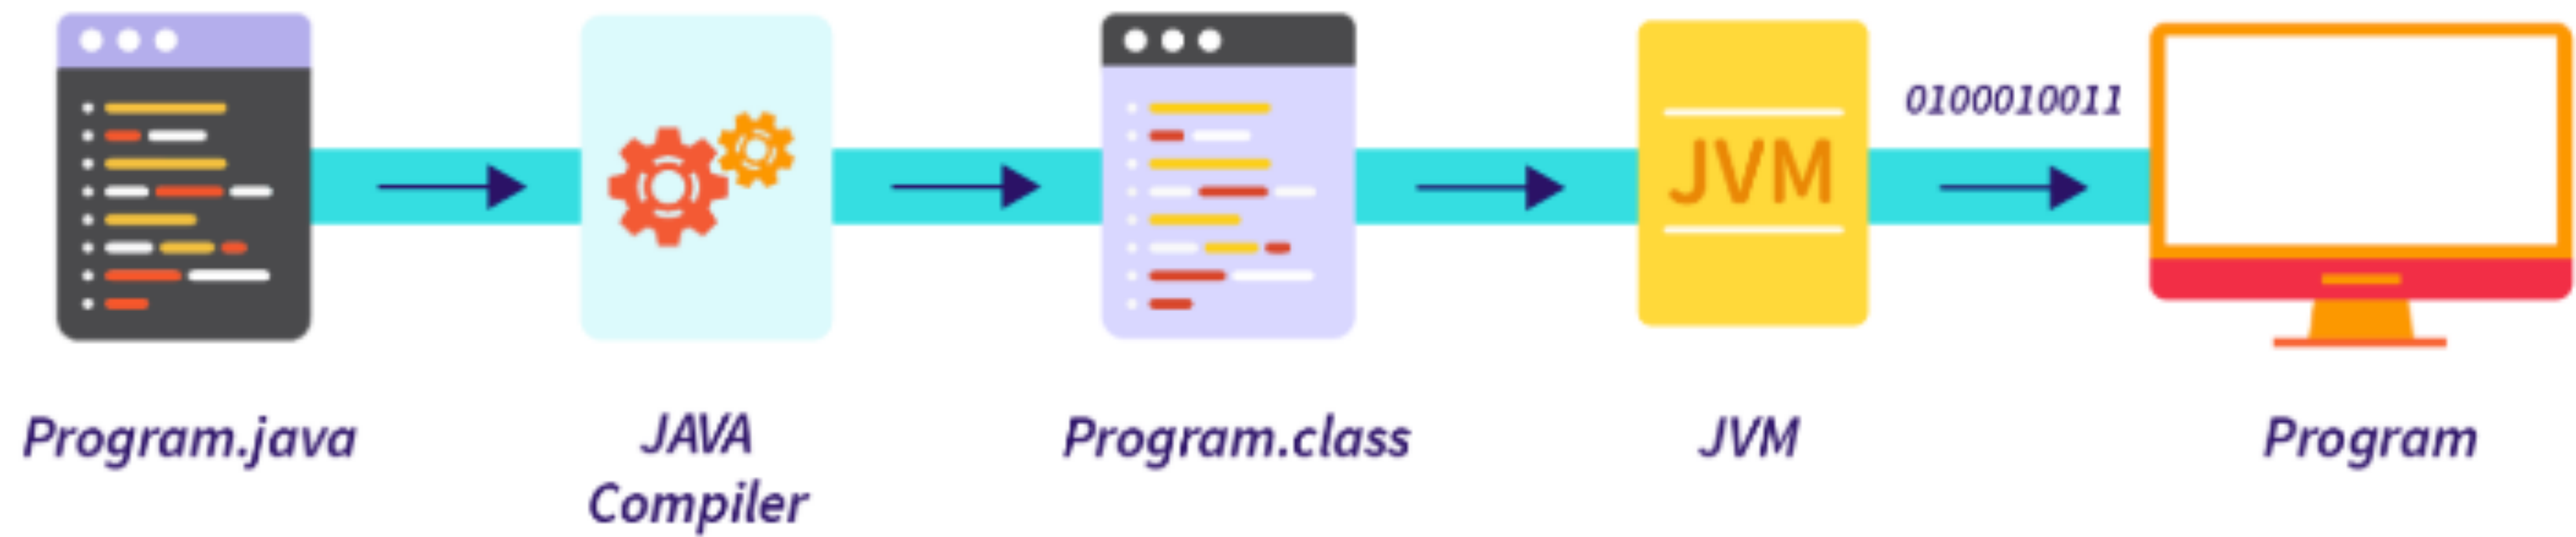 JVM
0100010011
Program.java
JAVA
Compiler
Program.class
JVM
Program